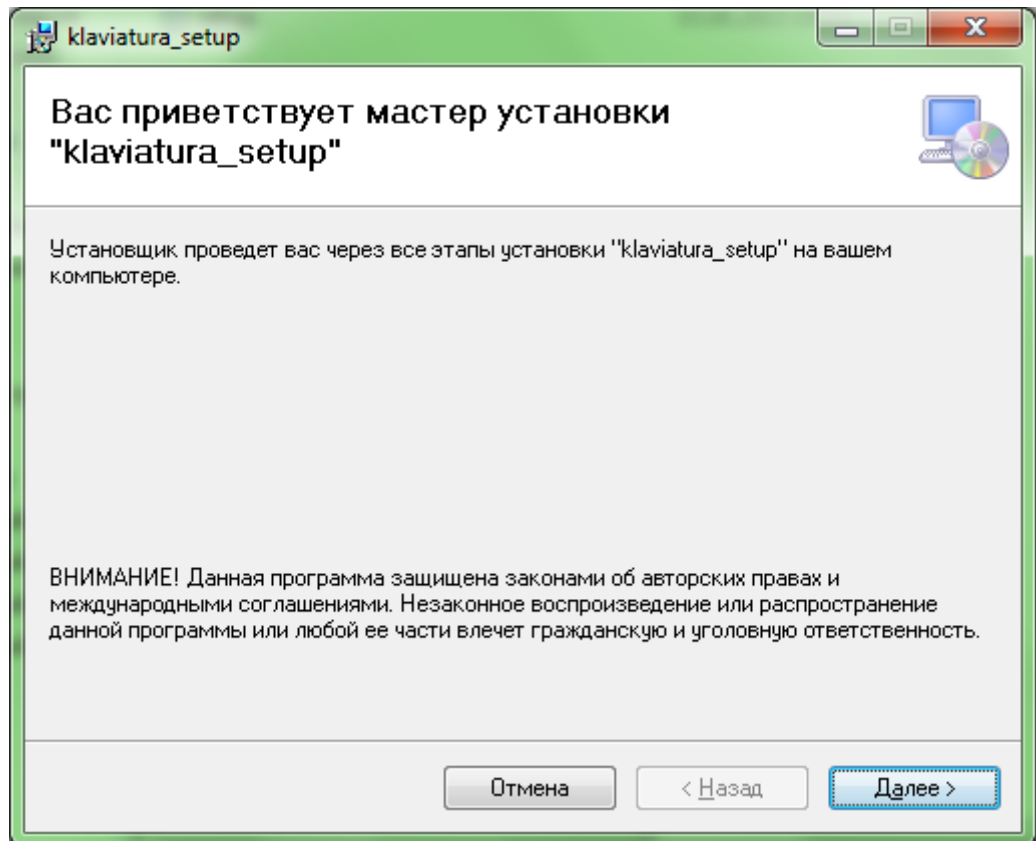 klaviatura_setup
Вас приветствует мастер установки
"klaviatura_setup"
Установщик проведет вас через все этапы установки "klaviatura_setup" на вашем
компьютере.
ВНИМАНИЕ! Данная программа защищена законами об авторских правах и
международными соглашениями. Незаконное воспроизведение или распространение
данной программы или любой ее части влечет гражданскую и уголовную ответственность.
Отмена
< Назад
Далее >